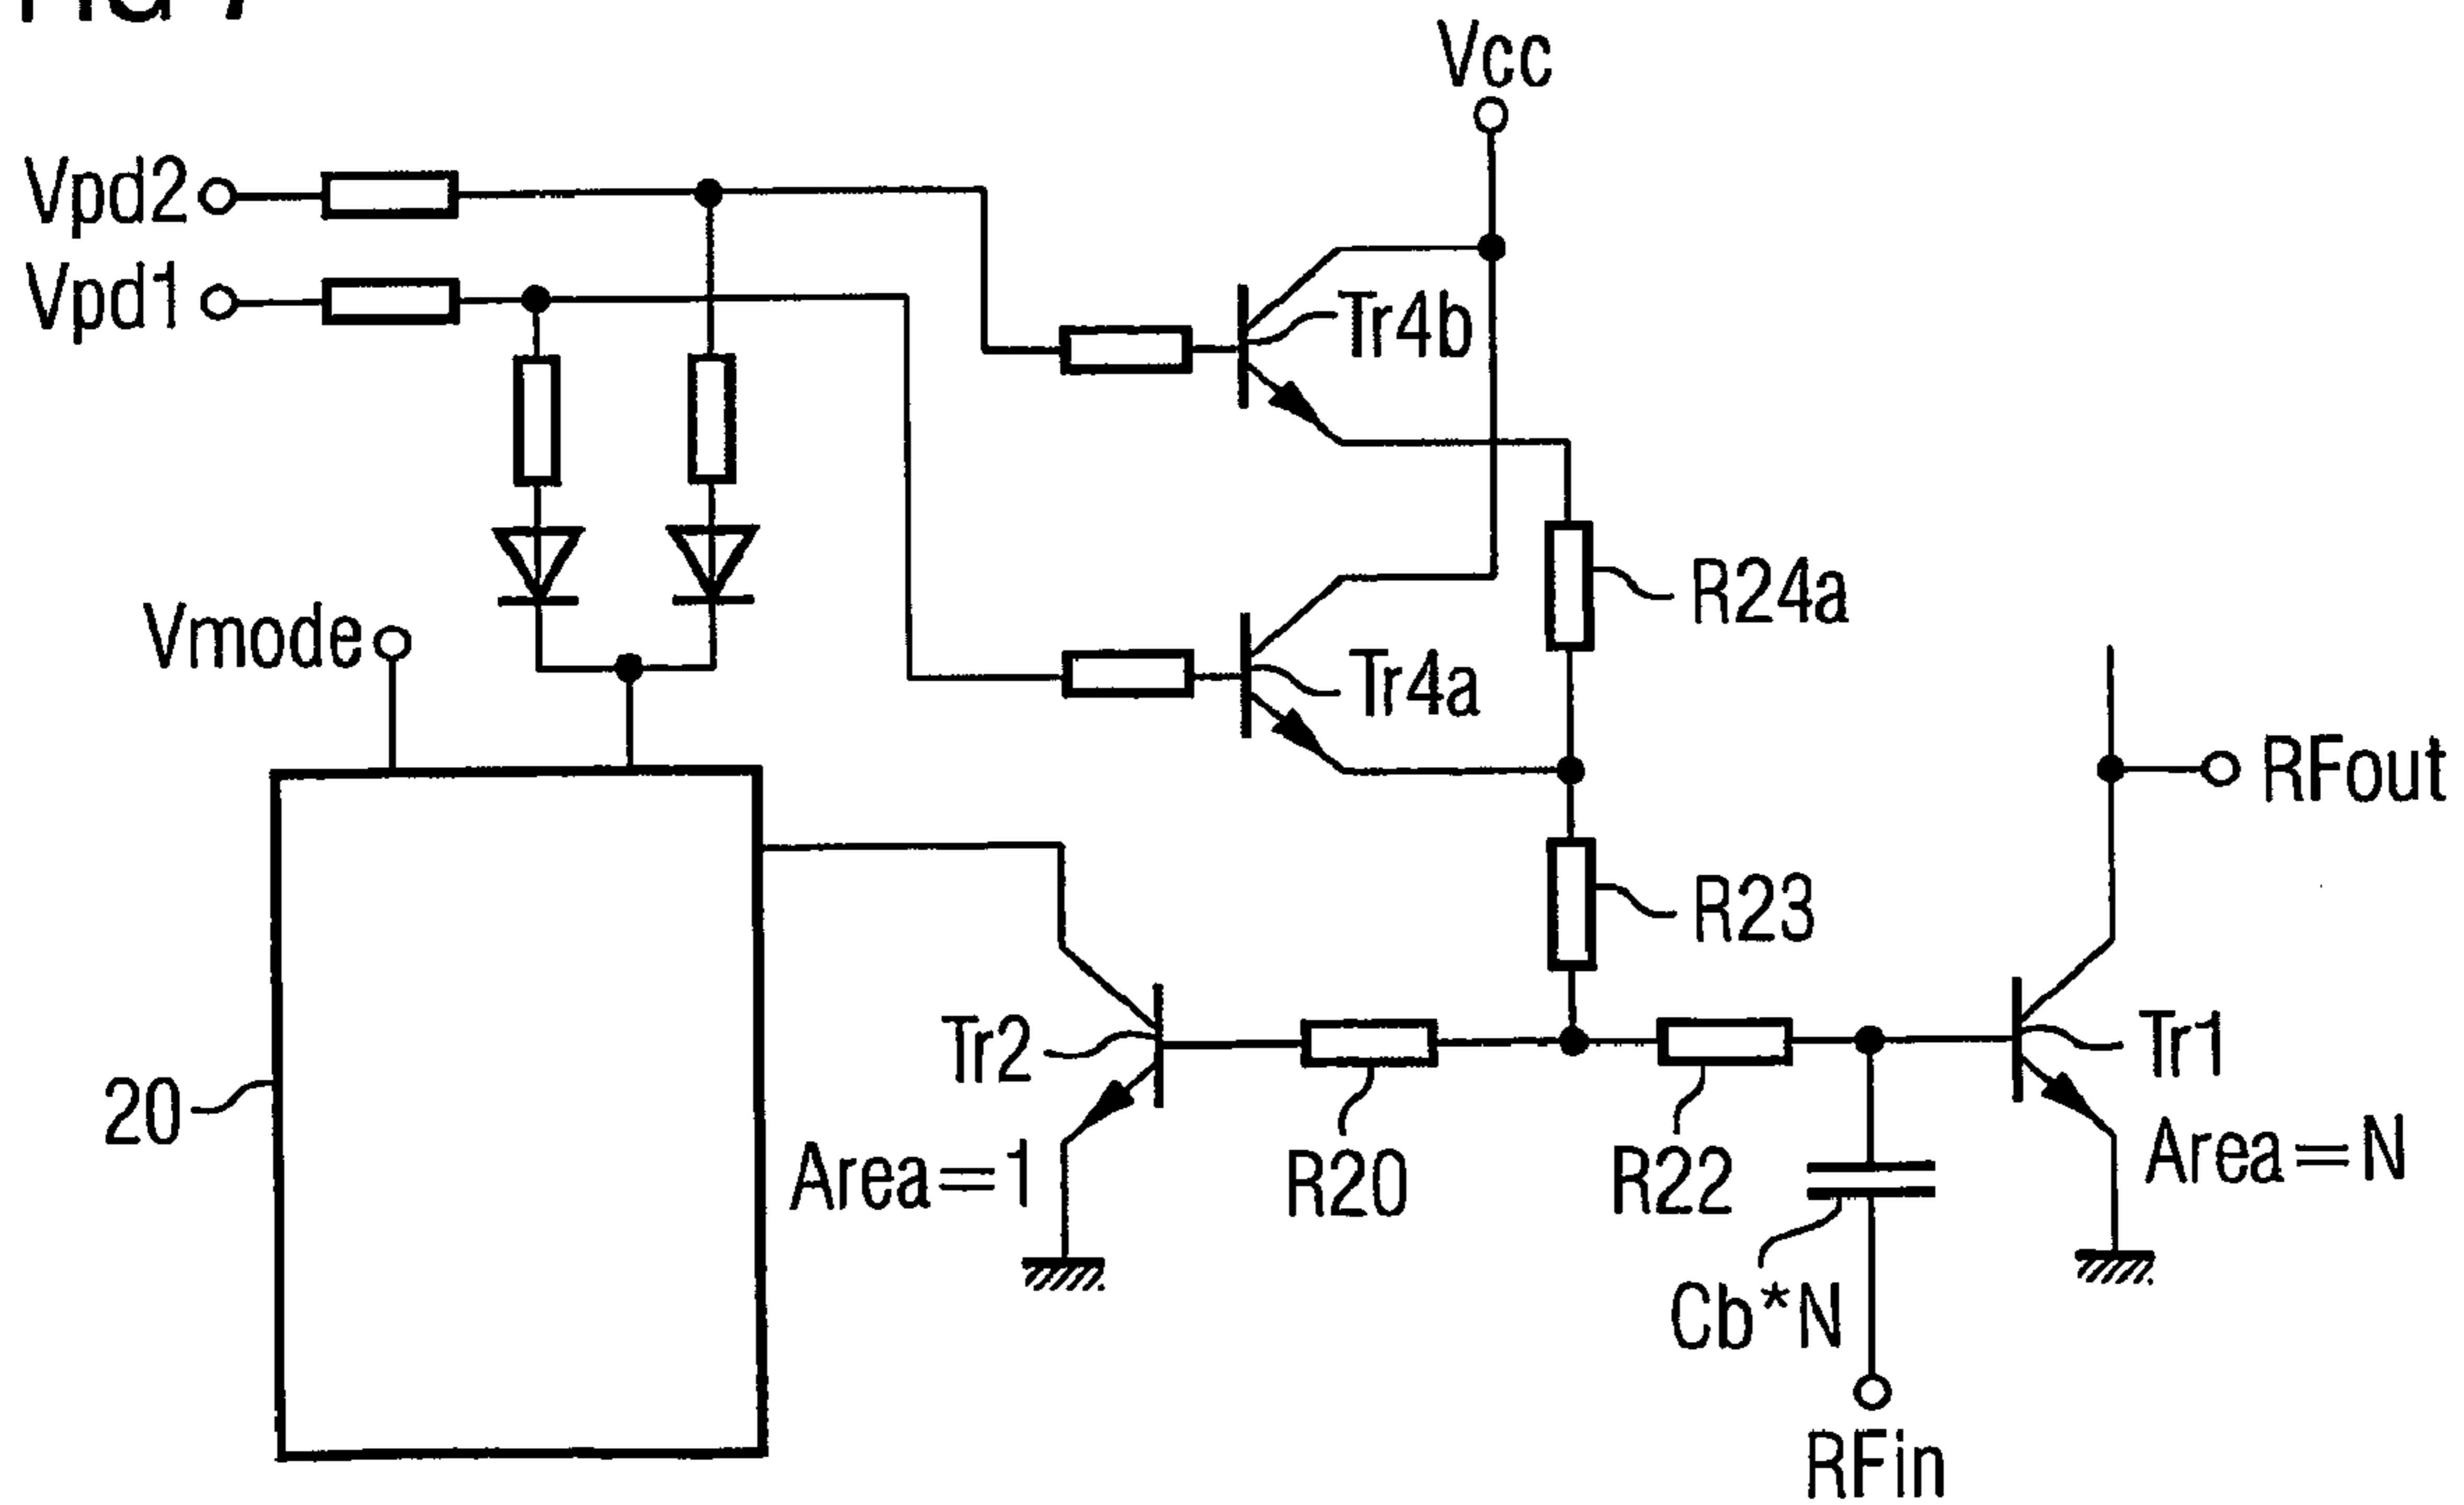 Vcc
Vpd2
Vpd1
Tr4b
R24a
Vmode
Tr4a
RFout
R23
Tr2
Tr1
20
Area=1
R20
R22
Area=N
Cb*N
RFin